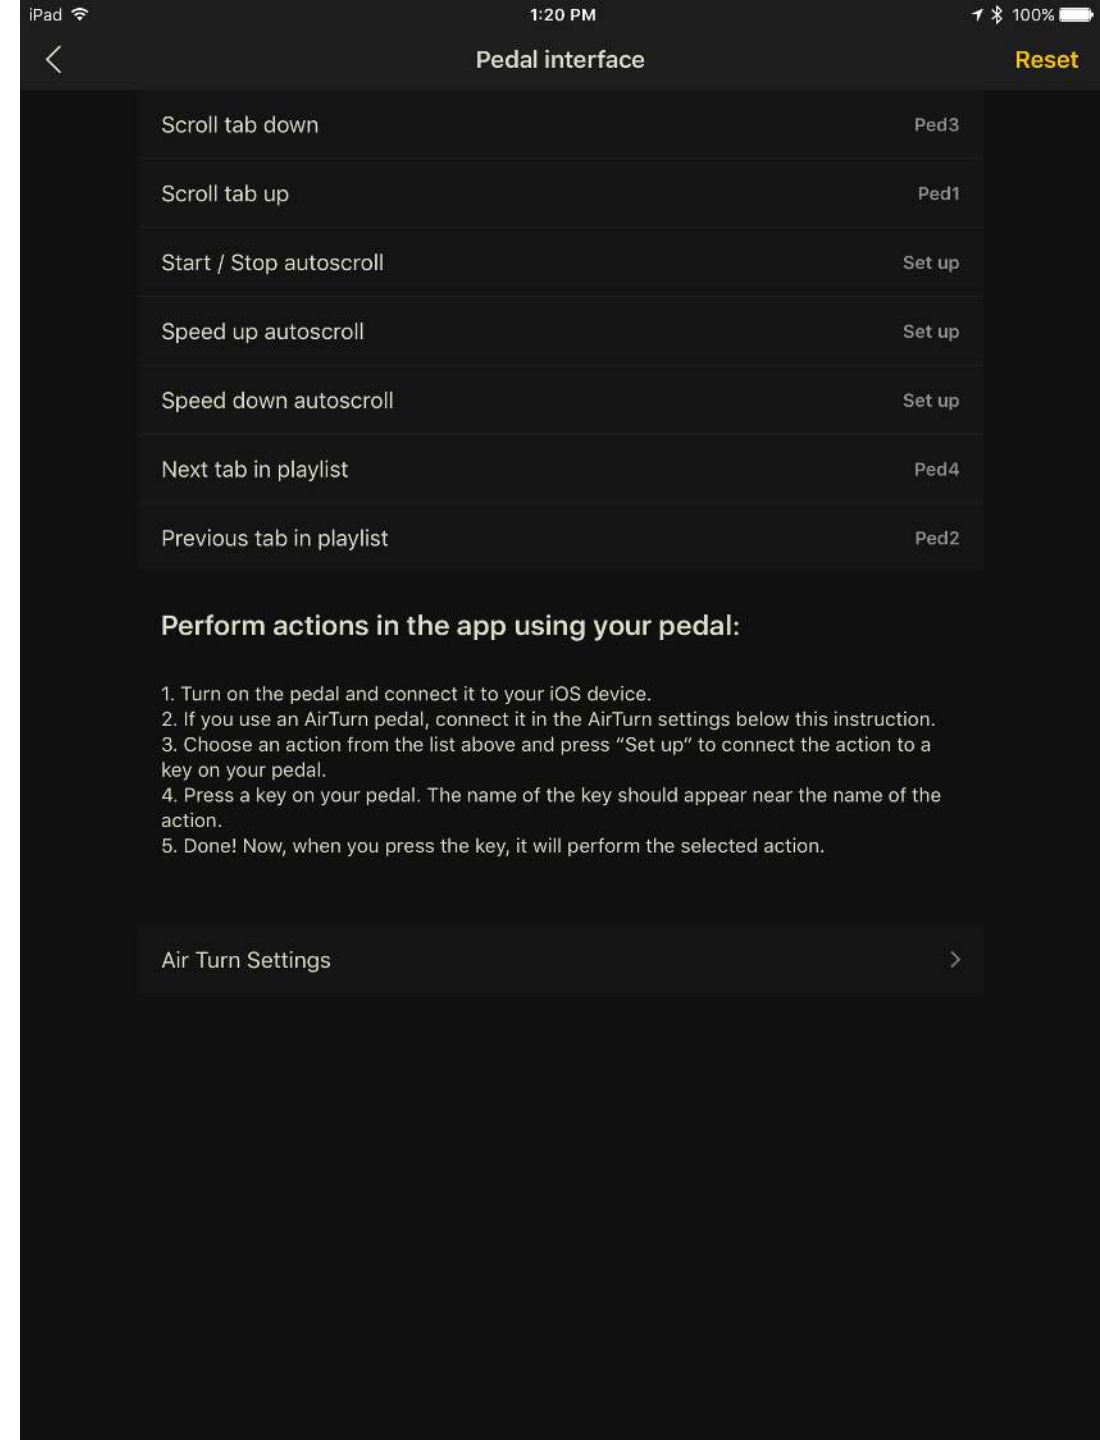 iPad 1:20 PM 100%
Pedal interface Reset
Scroll tab down Ped3
Scroll tab up Ped1
Start / Stop autoscroll Set up
Speed up autoscroll Set up
Speed down autoscroll Set up
Next tab in playlist Ped4
Previous tab in playlist Ped2
Perform actions in the app using your pedal:
1. Turn on the pedal and connect it to your iOS device.
2. If you use an AirTurn pedal, connect it in the AirTurn settings below this instruction.
3. Choose an action from the list above and press “Set up” to connect the action to a
key on your pedal.
4. Press a key on your pedal. The name of the key should appear near the name of the
action.
5. Done! Now, when you press the key, it will perform the selected action.
Air Turn Settings